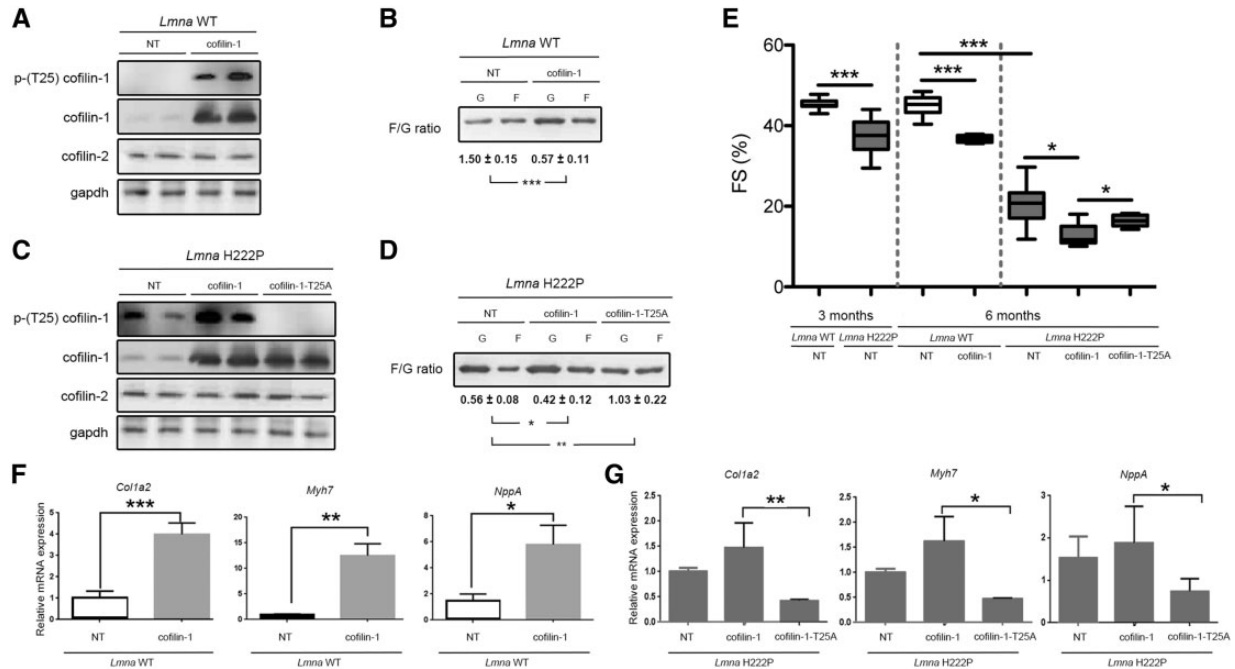 A
Lmna WT
NT cofilin-1
p-(T25) cofilin-1
cofilin-1
cofilin-2
gapdh
B
Lmna WT
NT cofilin-1
G F G F
F/G ratio
1.50 ± 0.15 0.57 ± 0.11
***
C
Lmna H222P
NT cofilin-1 cofilin-1-T25A
p-(T25) cofilin-1
cofilin-1
cofilin-2
gapdh
D
Lmna H222P
NT cofilin-1 cofilin-1-T25A
G F G F G F
F/G ratio
0.56 ± 0.08 0.42 ± 0.12 1.03 ± 0.22
*
**
E
FS (%)
60
40
20
0
*** *** *** * *
3 months 6 months
Lmna WT Lmna H222P Lmna WT Lmna H222P
NT NT NT cofilin-1 NT cofilin-1 cofilin-1-T25A
F
Relative mRNA expression
Col1a2
***
5
4
3
2
1
0
NT cofilin-1
Lmna WT
Myh7
**
20
15
10
5
0
NT cofilin-1
Lmna WT
NppA
*
8
6
4
2
0
NT cofilin-1
Lmna WT
G
Relative mRNA expression
Col1a2
**
2.5
2.0
1.5
1.0
0.5
0.0
NT cofilin-1 cofilin-1-T25A
Lmna H222P
Myh7
*
2.5
2.0
1.5
1.0
0.5
0.0
NT cofilin-1 cofilin-1-T25A
Lmna H222P
NppA
*
3
2
1
0
NT cofilin-1 cofilin-1-T25A
Lmna H222P